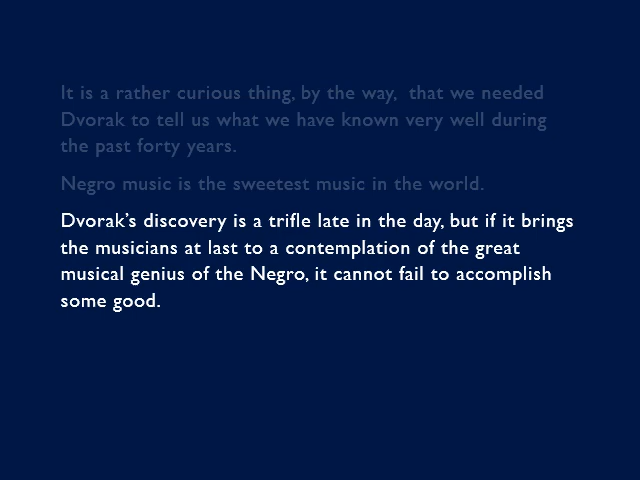 It is a rather curious thing, by the way,  that we needed
Dvorak to tell us what we have known very well during
the past forty years.
Negro music is the sweetest music in the world.
Dvorak’s discovery is a trifle late in the day, but if it brings
the musicians at last to a contemplation of the great
musical genius of the Negro, it cannot fail to accomplish
some good.